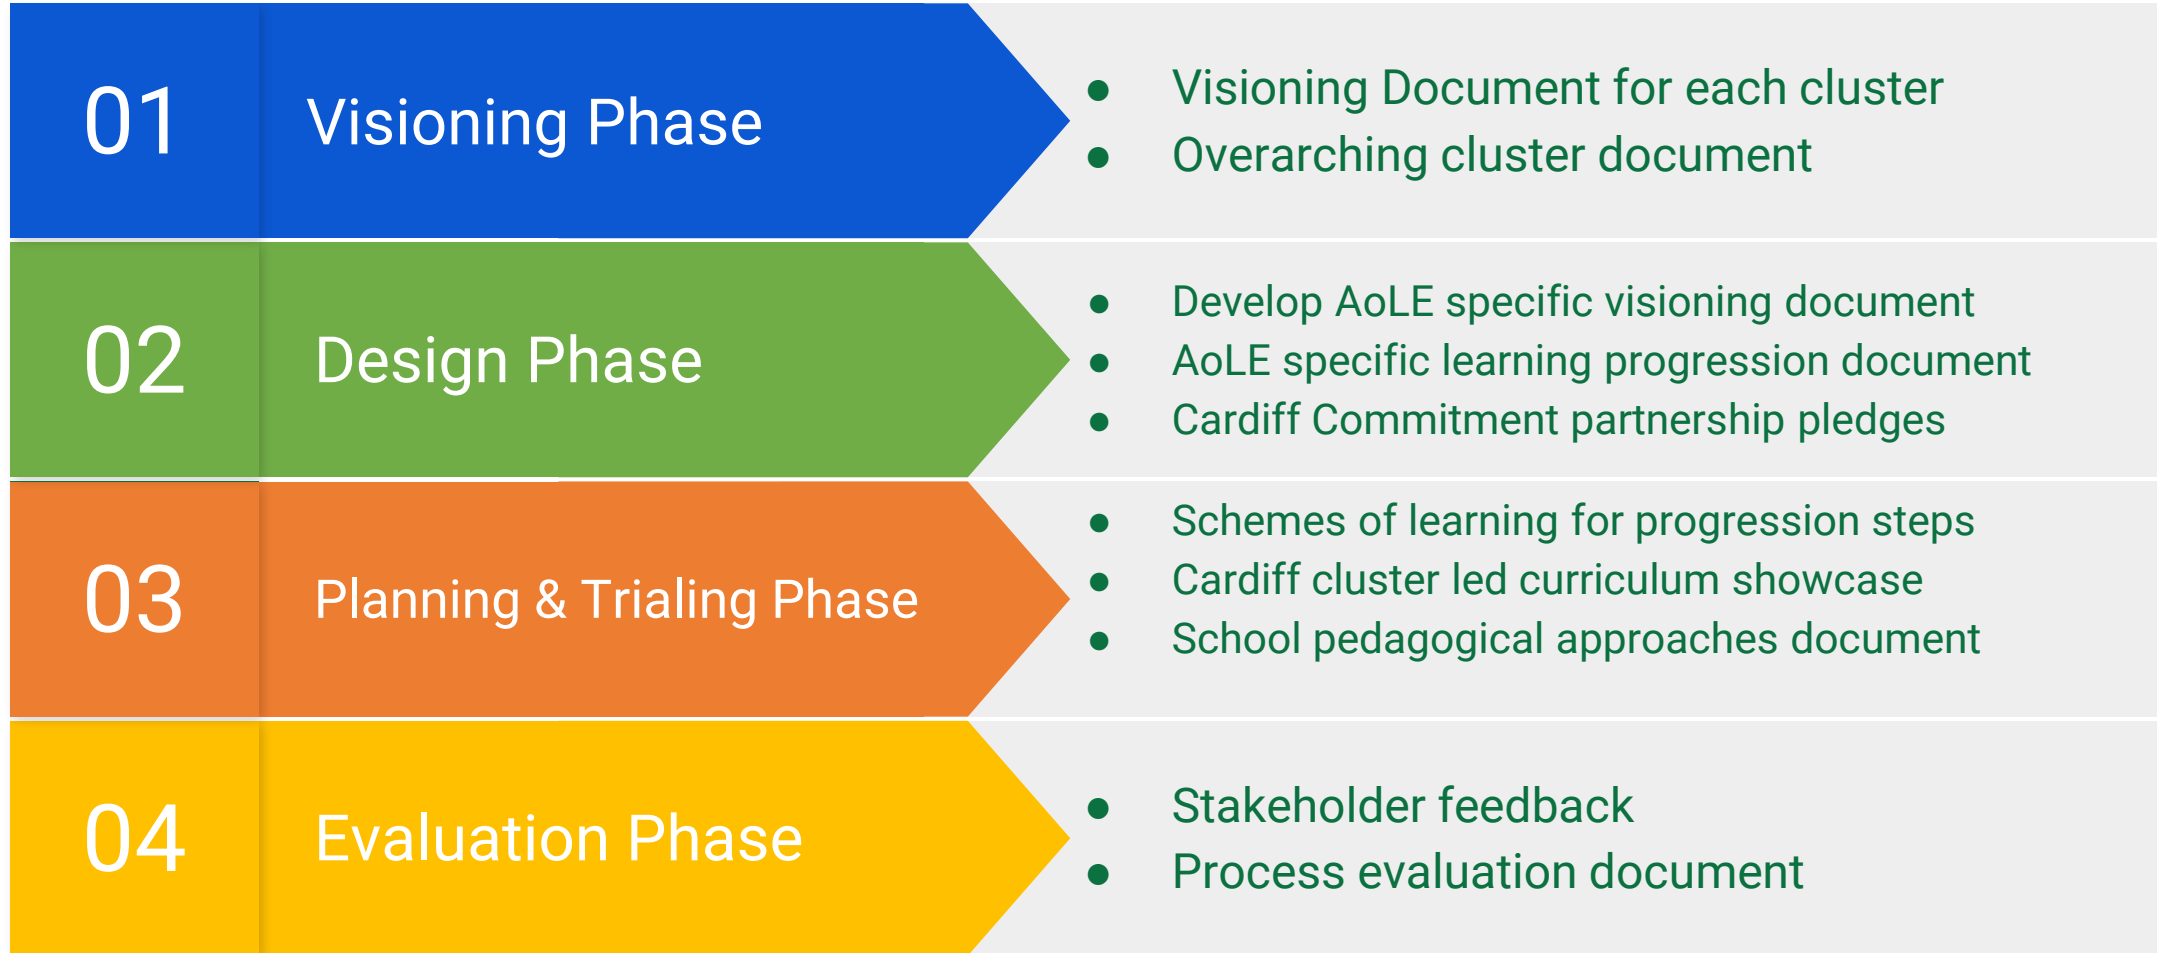 01
Visioning Phase
● Visioning Document for each cluster
● Overarching cluster document
02
Design Phase
● Develop AoLE specific visioning document
● AoLE specific learning progression document
● Cardiff Commitment partnership pledges
03
Planning & Trialing Phase
● Schemes of learning for progression steps
● Cardiff cluster led curriculum showcase
● School pedagogical approaches document
04
Evaluation Phase
● Stakeholder feedback
● Process evaluation document